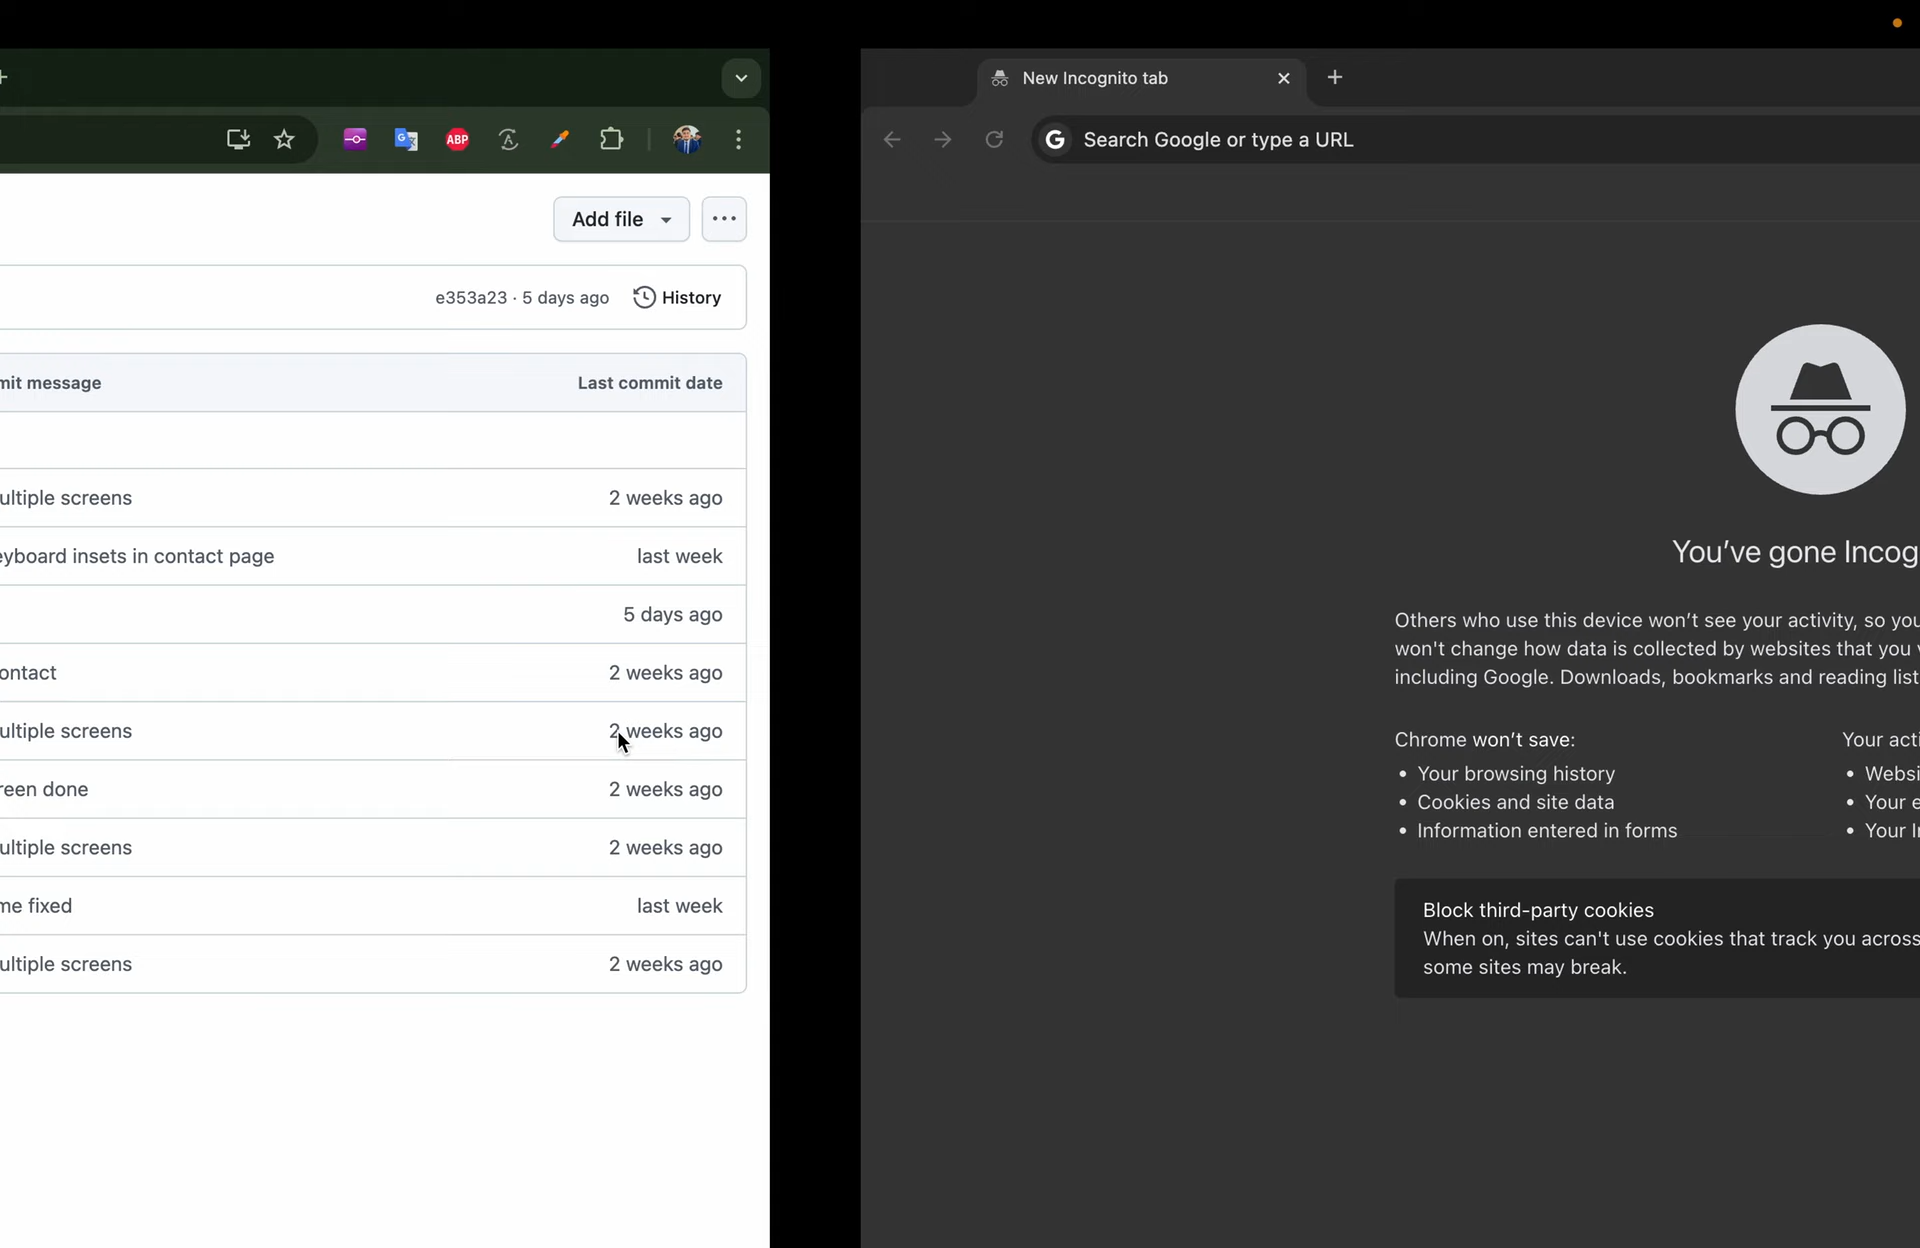 New Incognito tab
ABP
Search Google or type a URL
Add file
e353a23 · 5 days ago
History
mit message
Last commit date
ultiple screens
2 weeks ago
eyboard insets in contact page
last week
5 days ago
ontact
2 weeks ago
ultiple screens
2 weeks ago
reen done
2 weeks ago
ultiple screens
2 weeks ago
me fixed
last week
ultiple screens
2 weeks ago
You’ve gone Incog
Others who use this device won’t see your activity, so you
won't change how data is collected by websites that you v
including Google. Downloads, bookmarks and reading list
Chrome won’t save:
• Your browsing history
• Cookies and site data
• Information entered in forms
Your acti
• Websi
• Your e
• Your I
Block third-party cookies
When on, sites can't use cookies that track you across
some sites may break.